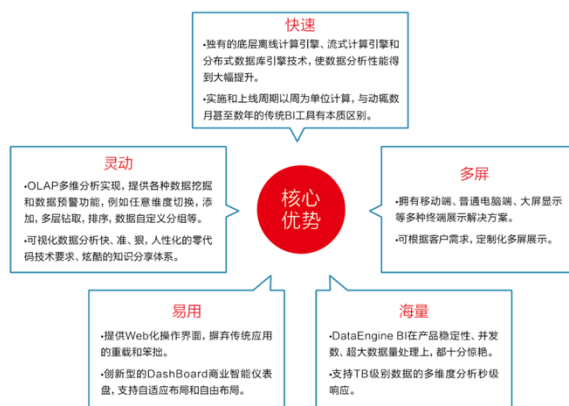 快速
•独有的底层离线计算引擎、流式计算引擎和
分布式数据库引擎技术，使数据分析性能得
到大幅提升。
•实施和上线周期以周为单位计算，与动辄数
月甚至数年的传统BI工具有本质区别。
灵动
•OLAP多维分析实现，提供各种数据挖掘
和数据预警功能，例如任意维度切换，添
加，多层钻取，排序，数据自定义分组等。
•可视化数据分析快、准、狠，人性化的零代
码技术要求、炫酷的知识分享体系。
核心
优势
多屏
•拥有移动端、普通电脑端、大屏显示
等多种终端展示解决方案。
•可根据客户需求，定制化多屏展示。
易用
•提供Web化操作界面，摒弃传统应用
的重载和笨拙。
•创新型的DashBoard商业智能仪表
盘，支持自适应布局和自由布局。
海量
•DataEngine BI在产品稳定性、并发
数、超大数据量处理上，都十分惊艳。
•支持TB级别数据的多维度分析秒级
响应。